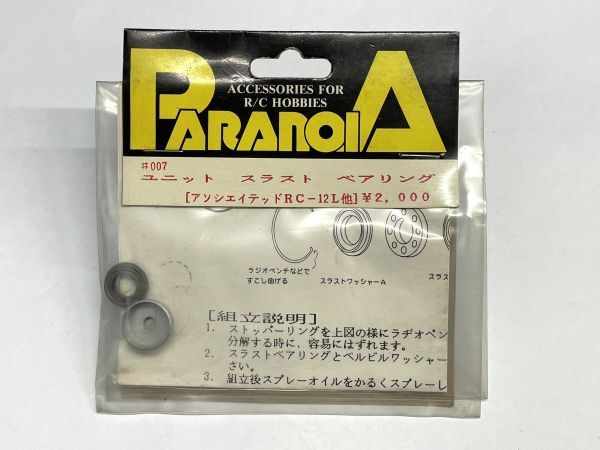 PARANOIA
ACCESSORIES FOR
R/C HOBBIES
#007
ユニット スラスト ベアリング
[アソシエイテッドRC-12L他]¥2,000
ラジオペンチなどで
すこし曲げる
スラストワッシャーA
スラス
[組立説明]
1. ストッパーリングを上図の様にラヂオペン
分解する時に、容易にはずれます。
2. スラストベアリングとベルビルワッシャー
さい。
3. 組立後スプレーオイルをかるくスプレーし